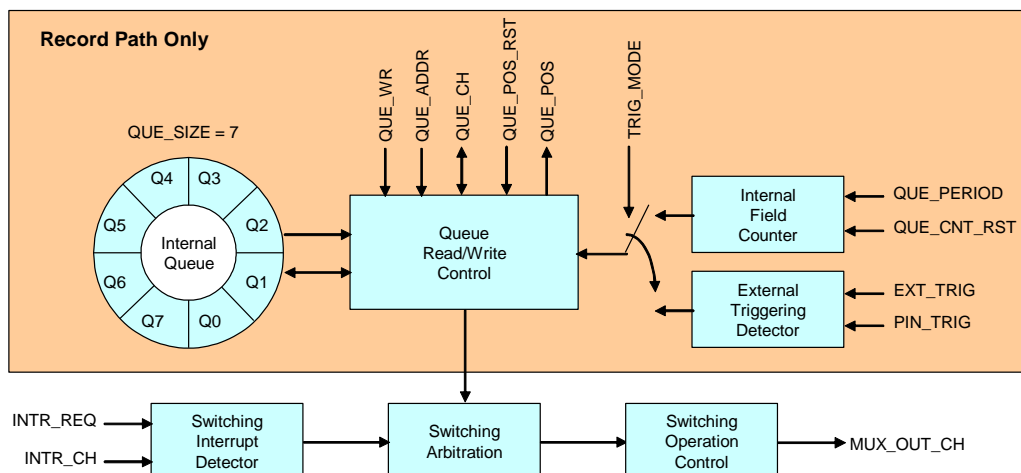 Record Path Only
QUE_WR
QUE_ADDR
QUE_CH
QUE_POS_RST
QUE_POS
TRIG_MODE
QUE_SIZE = 7
Q4
Q3
Q5
Q2
Q6
Q1
Q7
Q0
Internal
Queue
Queue
Read/Write
Control
Internal
Field
Counter
QUE_PERIOD
QUE_CNT_RST
External
Triggering
Detector
EXT_TRIG
PIN_TRIG
INTR_REQ
INTR_CH
Switching
Interrupt
Detector
Switching
Arbitration
Switching
Operation
Control
MUX_OUT_CH